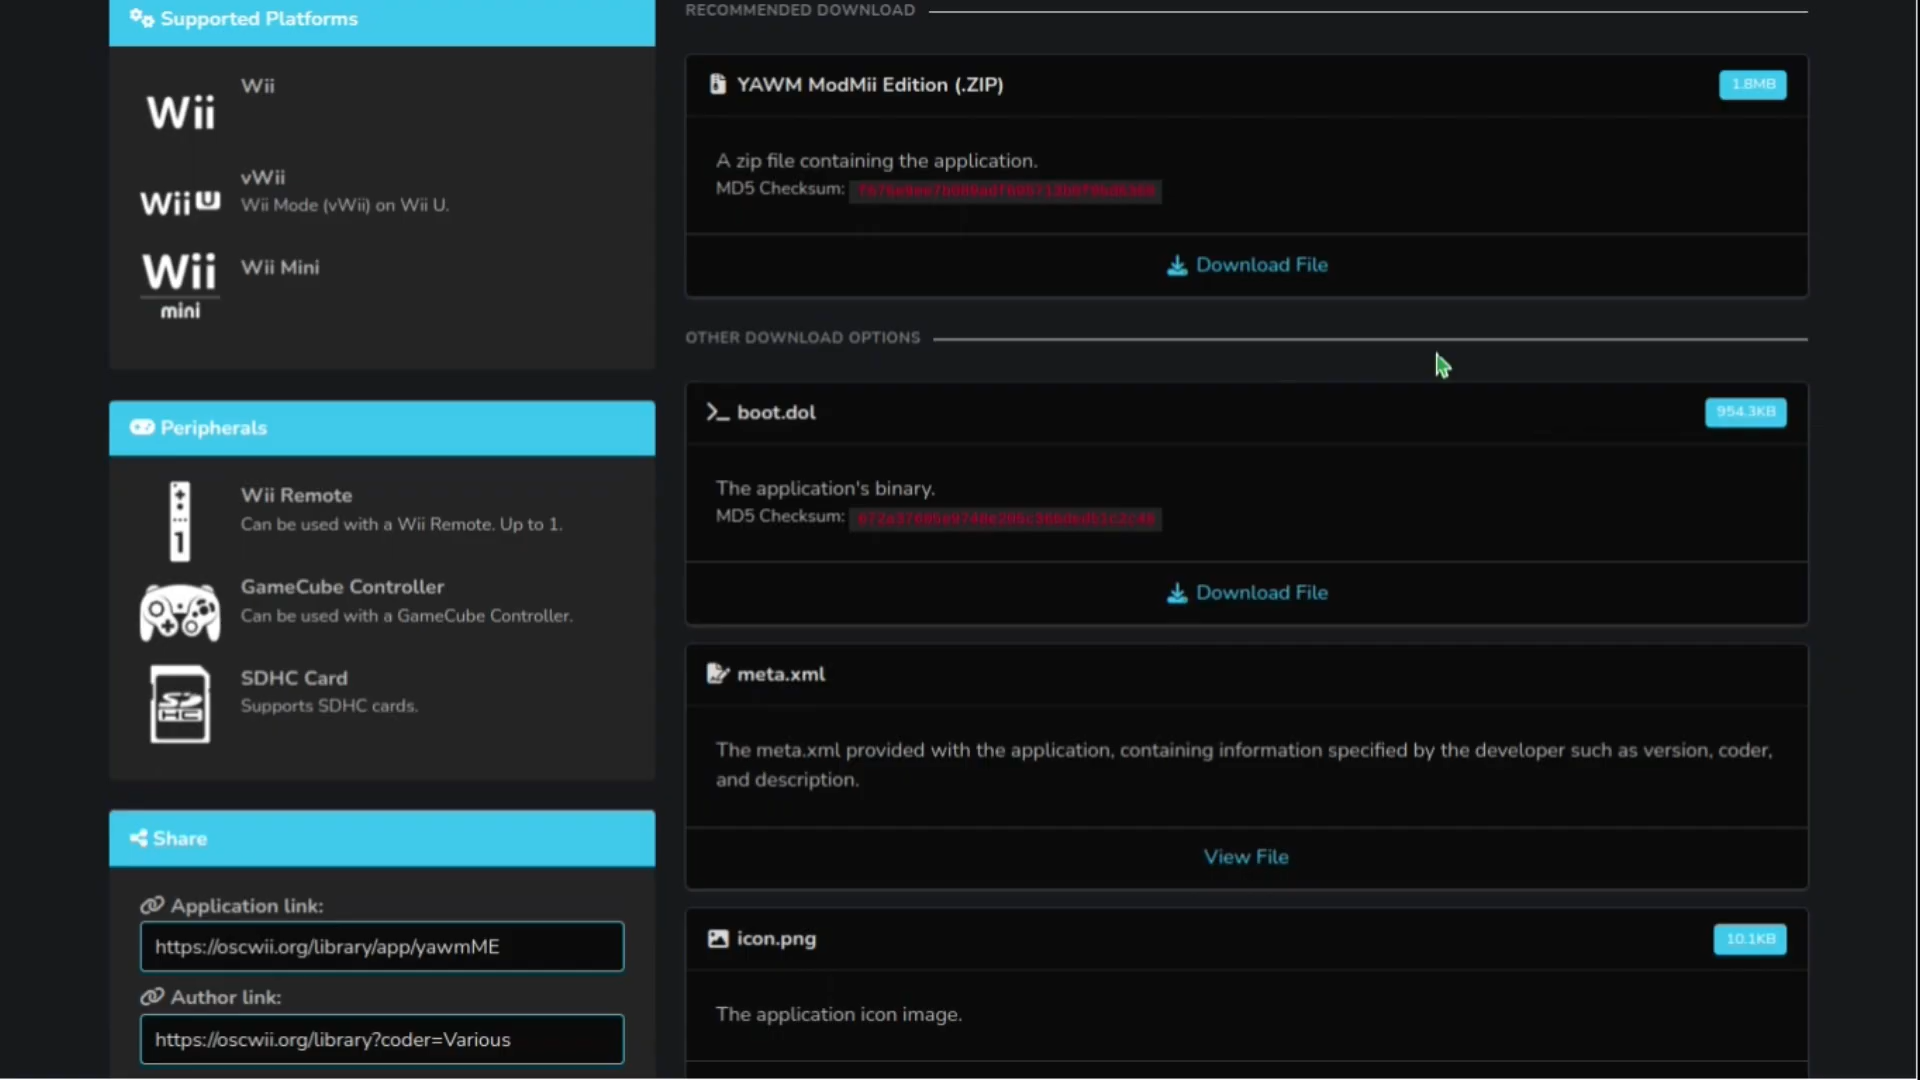 Supported Platforms
Wii
Wii
Wii U
vWii
Wii Mode (vWii) on Wii U.
Wii
mini
Wii Mini
Peripherals
1
Wii Remote
Can be used with a Wii Remote. Up to 1.
GameCube Controller
Can be used with a GameCube Controller.
SDHC Card
Supports SDHC cards.
Share
Application link:
https://oscwii.org/library/app/yawmME
Author link:
https://oscwii.org/library?coder=Various
RECOMMENDED DOWNLOAD
YAWM ModMii Edition (.ZIP)
1.8MB
A zip file containing the application.
MD5 Checksum:
Download File
OTHER DOWNLOAD OPTIONS
boot.dol
954.3KB
The application's binary.
MD5 Checksum:
Download File
meta.xml
The meta.xml provided with the application, containing information specified by the developer such as version, coder,
and description.
View File
icon.png
10.1KB
The application icon image.